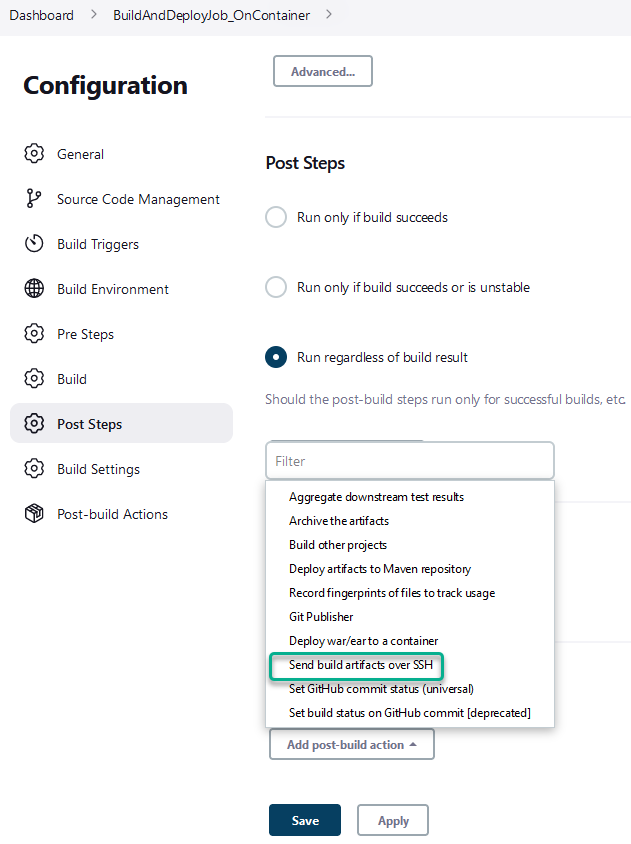 Dashboard > BuildAndDeployJob_OnContainer >
Configuration
General
Source Code Management
Build Triggers
Build Environment
Pre Steps
Build
Post Steps
Build Settings
Post-build Actions
Advanced...
Post Steps
Run only if build succeeds
Run only if build succeeds or is unstable
Run regardless of build result
Should the post-build steps run only for successful builds, etc.
Filter
Aggregate downstream test results
Archive the artifacts
Build other projects
Deploy artifacts to Maven repository
Record fingerprints of files to track usage
Git Publisher
Deploy war/ear to a container
Send build artifacts over SSH
Set GitHub commit status (universal)
Set build status on GitHub commit [deprecated]
Add post-build action
Save
Apply